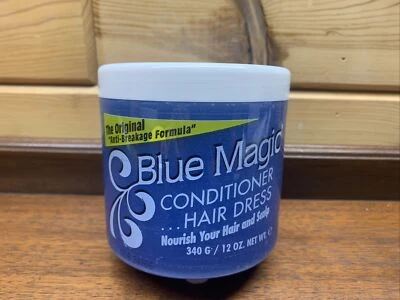 The Original
"Anti-Breakage Formula"
Blue Magic
CONDITIONER
...HAIR DRESS
Nourish Your Hair and Scalp
340 G / 12 OZ. NET WT. e